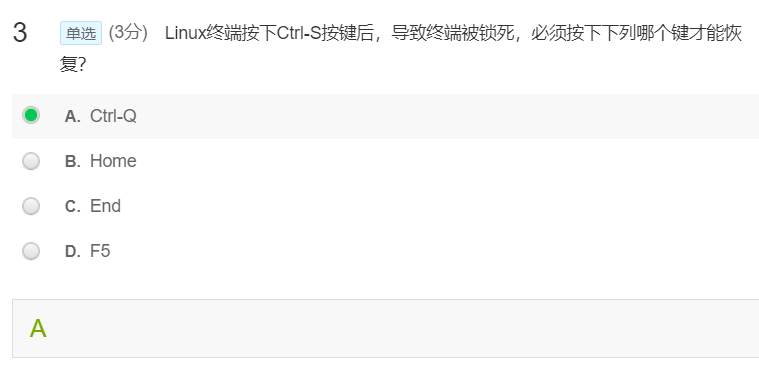 3 单选 (3分) Linux终端按下Ctrl-S按键后，导致终端被锁死，必须按下下列哪个键才能恢
复?
A. Ctrl-Q
B. Home
C. End
D. F5
A